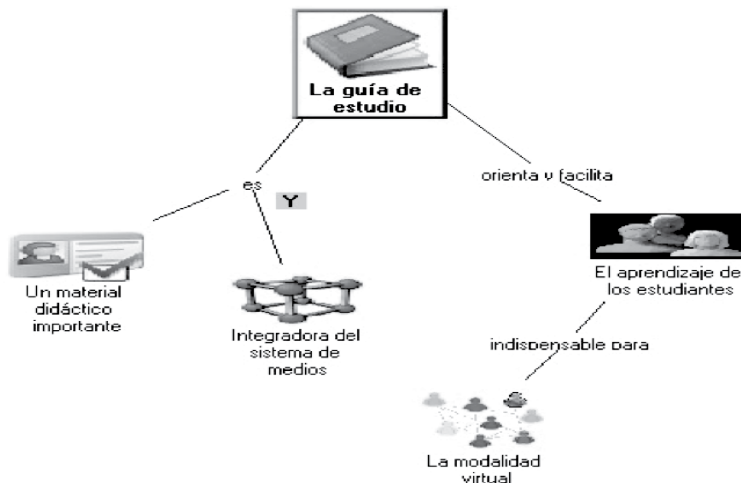 La guía de
estudio
es
Y
orienta y facilita
Un material
didáctico
importante
Integradora del
sistema de
medios
El aprendizaje de
los estudiantes
indispensable para
La modalidad
virtual